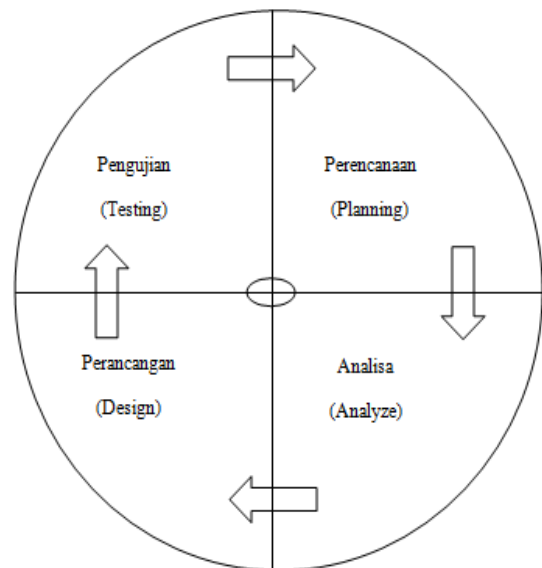 Pengujian
(Testing)
Perencanaan
(Planning)
Perancangan
(Design)
Analisa
(Analyze)